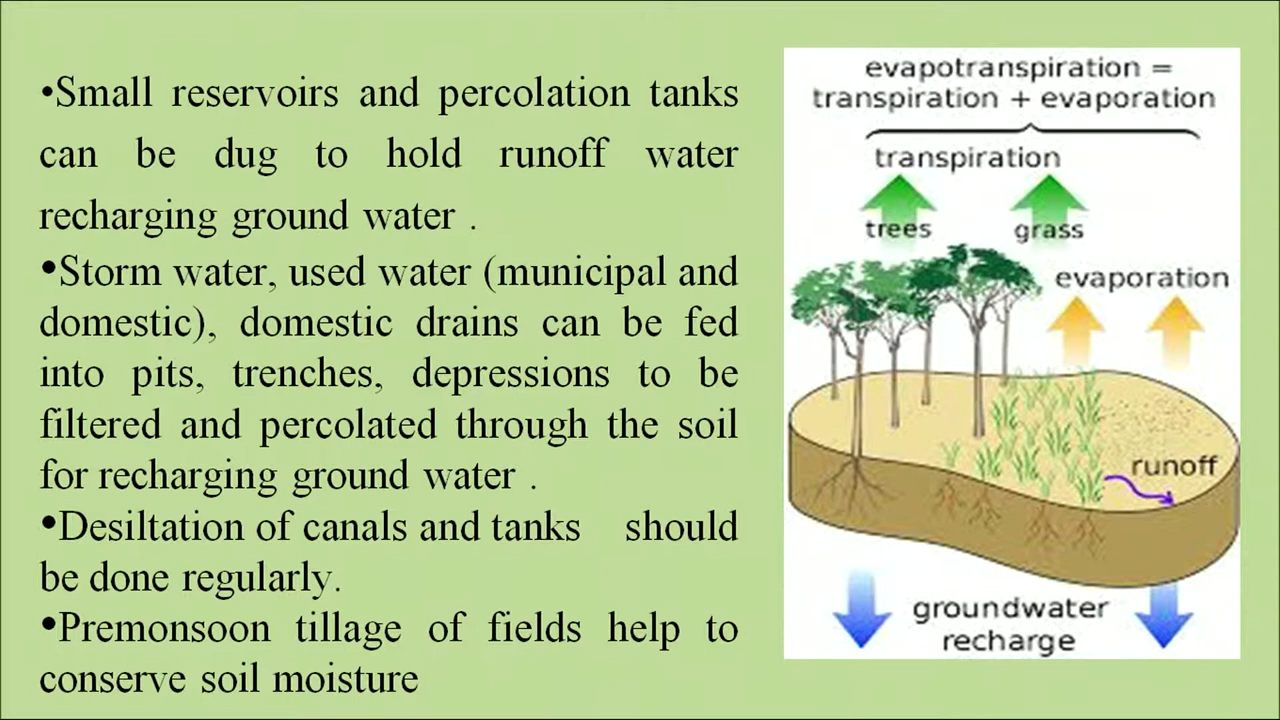 •Small reservoirs and percolation tanks
can be dug to hold runoff water
recharging ground water .
•Storm water, used water (municipal and
domestic), domestic drains can be fed
into pits, trenches, depressions to be
filtered and percolated through the soil
for recharging ground water .
•Desiltation of canals and tanks should
be done regularly.
•Premonsoon tillage of fields help to
conserve soil moisture
evapotranspiration =
transpiration + evaporation
transpiration
trees grass
evaporation
runoff
groundwater
recharge